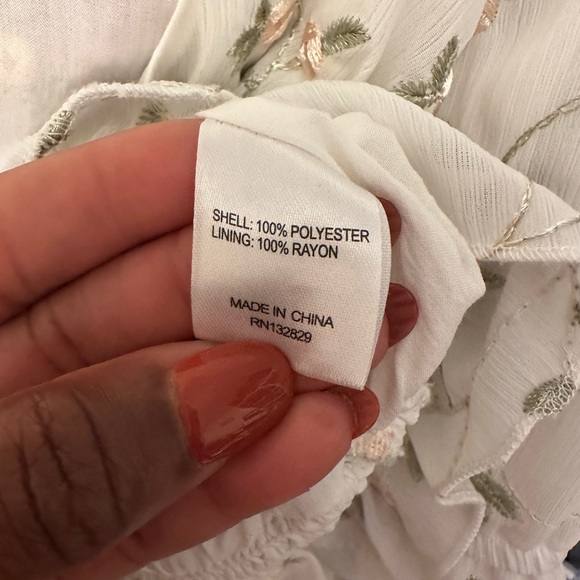 SHELL: 100% POLYESTER
LINING: 100% RAYON
MADE IN CHINA
RN132829